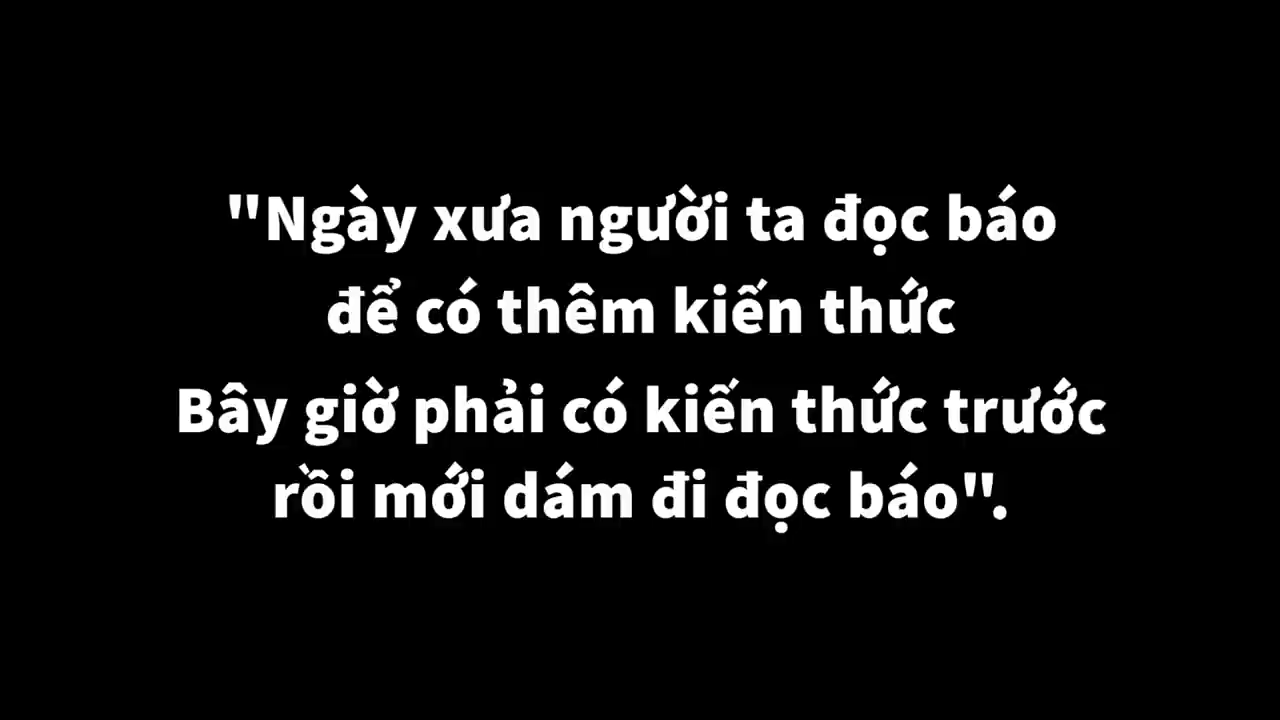 "Ngày xưa người ta đọc báo
để có thêm kiến thức
Bây giờ phải có kiến thức trước
rồi mới dám đi đọc báo".